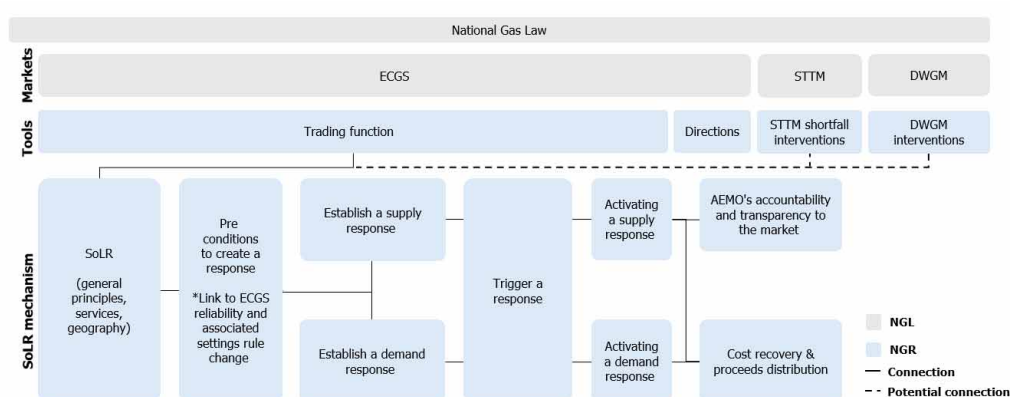 National Gas Law
Markets
ECGS
STTM
DWGM
Tools
Trading function
Directions
STTM shortfall
interventions
DWGM
interventions
SoLR mechanism
SoLR
(general
principles,
services,
geography)
Pre
conditions
to create a
response
*Link to ECGS
reliability and
associated
settings rule
change
Establish a supply
response
Establish a demand
response
Trigger a
response
Activating
a supply
response
Activating
a demand
response
AEMO's accountability
and transparency to
the market
Cost recovery &
proceeds distribution
NGL
NGR
Connection
Potential connection